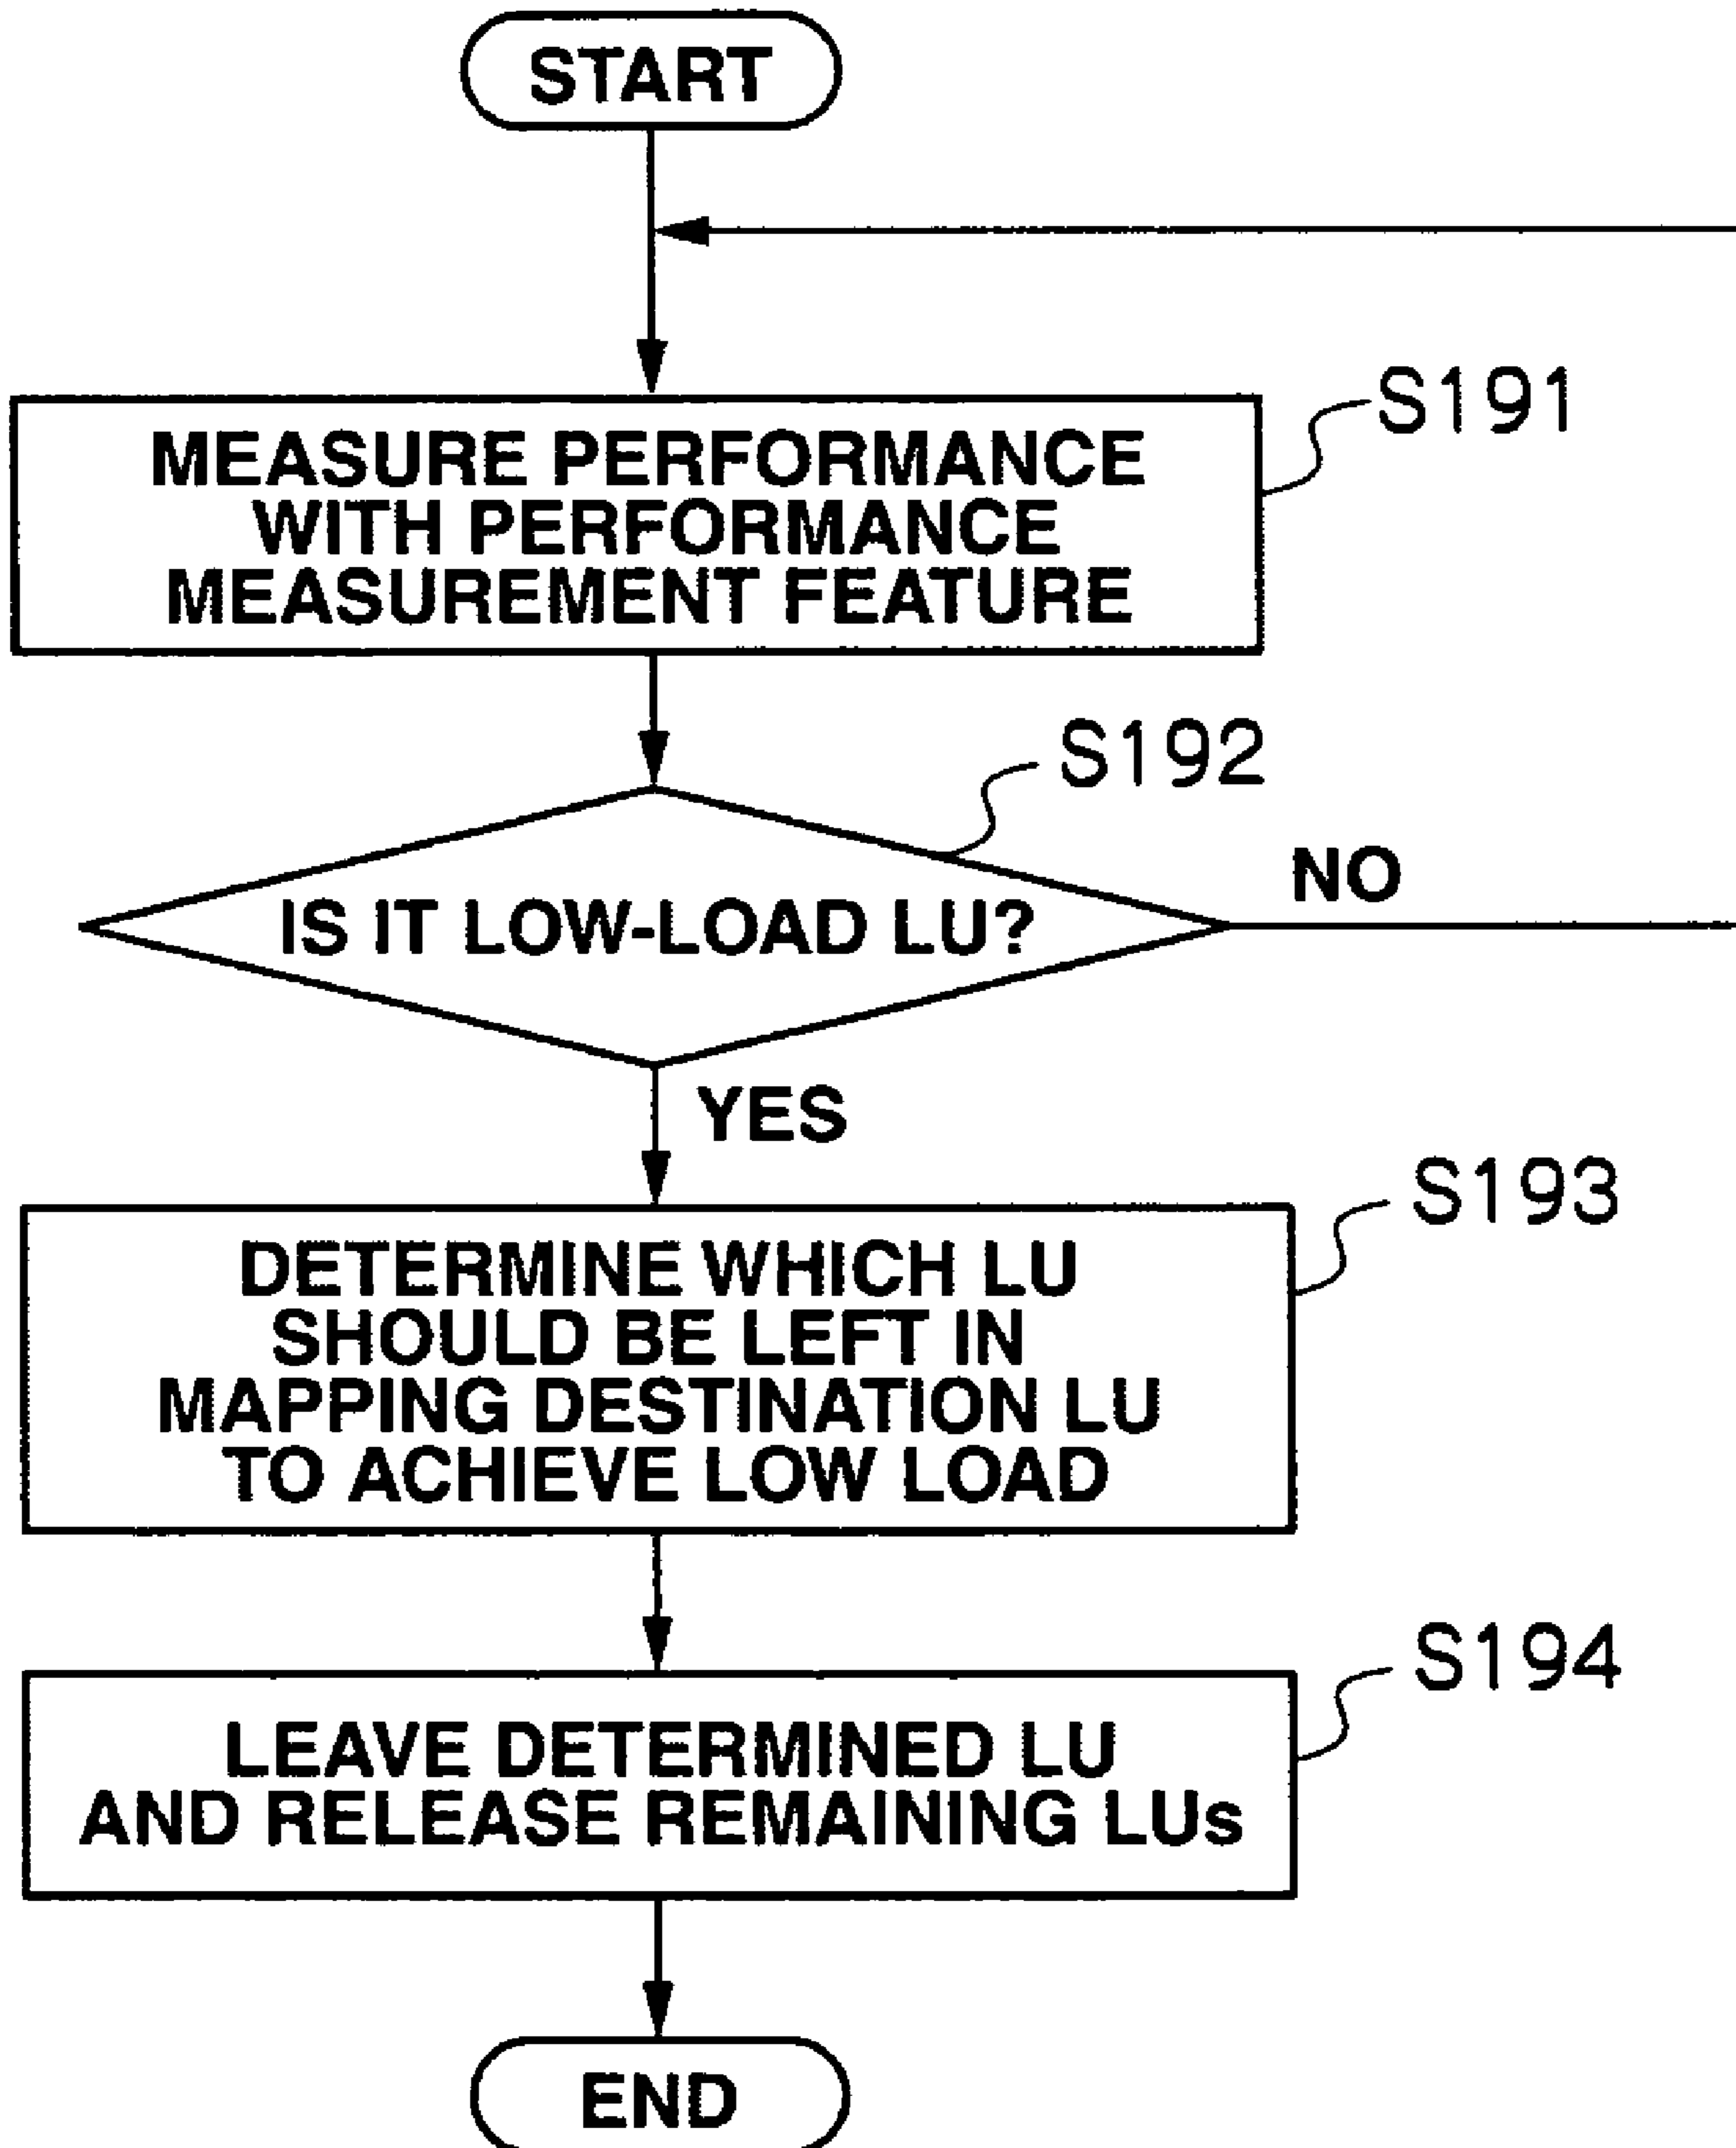 START
S191
MEASURE PERFORMANCE
WITH PERFORMANCE
MEASUREMENT FEATURE
S192
IS IT LOW-LOAD LU?
NO
YES
S193
DETERMINE WHICH LU
SHOULD BE LEFT IN
MAPPING DESTINATION LU
TO ACHIEVE LOW LOAD
S194
LEAVE DETERMINED LU
AND RELEASE REMAINING LUs
END